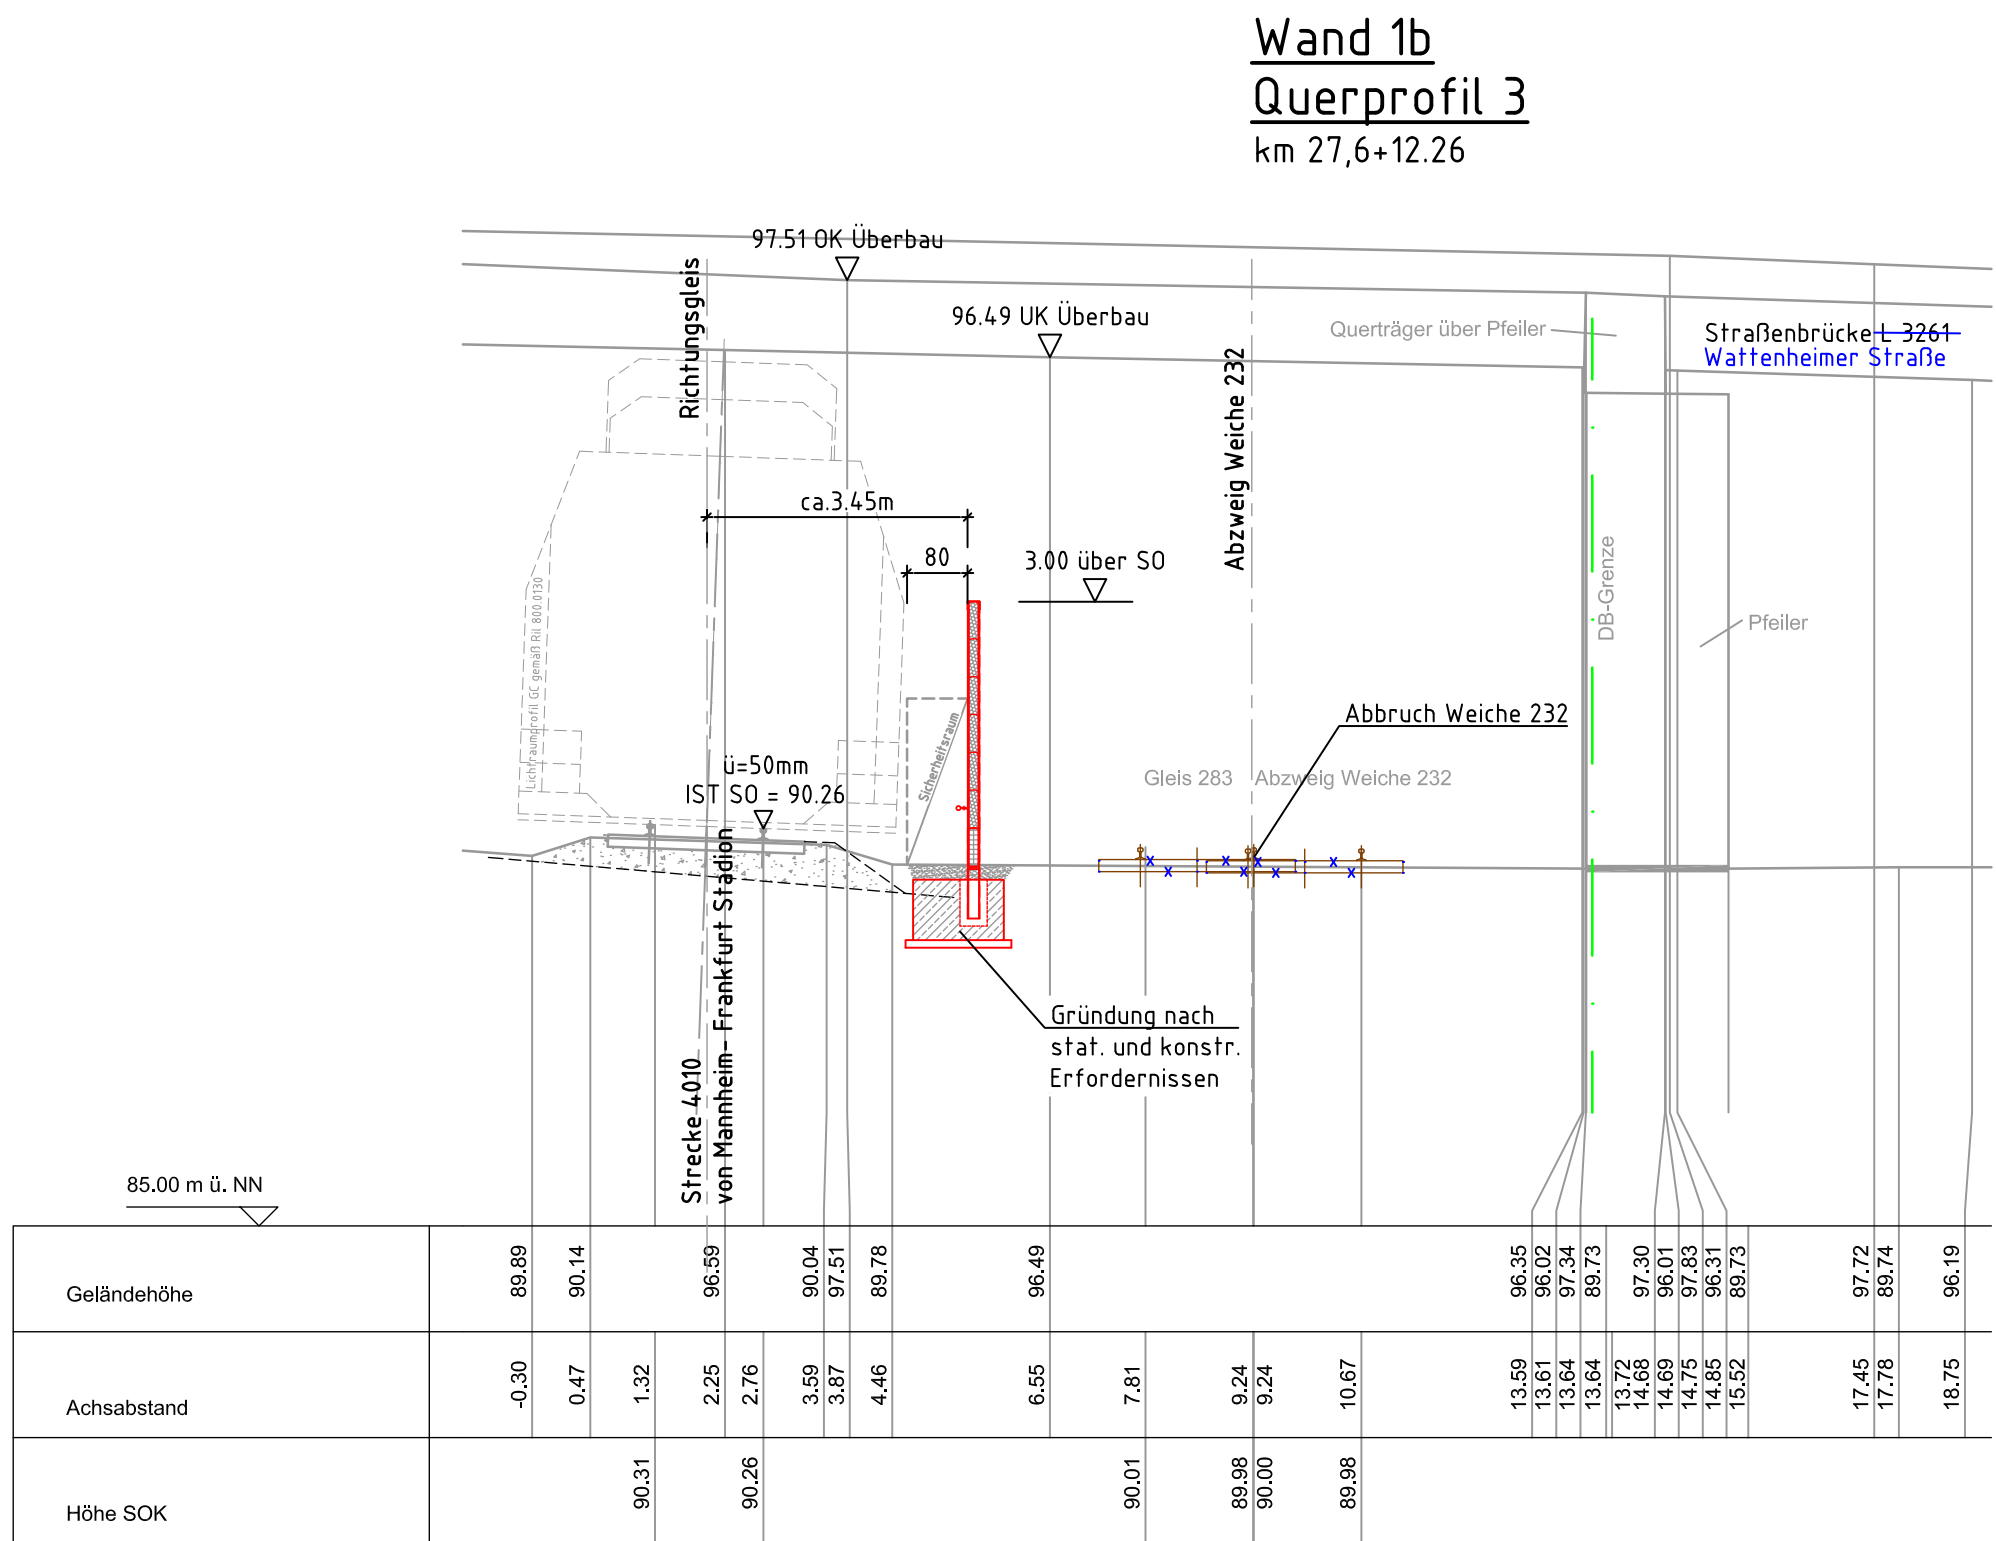 Wand 1b
Querprofil 3
km 27,6+12.26
97.51 OK Überbau
Richtungsgleis
96.49 UK Überbau
Querträger über Pfeiler
Straßenbrücke L 3261
Wattenheimer Straße
Abzweig Weiche 232
ca.3.45m
80
3.00 über SO
DB-Grenze
Pfeiler
Lichtraumprofil GC gemäß Ril 800.0130
Sicherheitsraum
Abbruch Weiche 232
ü=50mm
IST SO = 90.26
Gleis 283
Abzweig Weiche 232
Gründung nach
stat. und konstr.
Erfordernissen
Strecke 4010
von Mannheim- Frankfurt Stadion
85.00 m ü. NN
Geländehöhe 89.89 90.14 96.59 90.04 97.51 89.78 96.49 96.35 96.02 97.34 89.73 97.30 96.01 97.83 96.31 89.73 97.72 89.74 96.19
Achsabstand -0.30 0.47 1.32 2.25 2.76 3.59 3.87 4.46 6.55 7.81 9.24 9.24 10.67 13.59 13.61 13.64 13.64 13.72 14.68 14.69 14.75 14.85 15.52 17.45 17.78 18.75
Höhe SOK 90.31 90.26 90.01 89.98 90.00 89.98